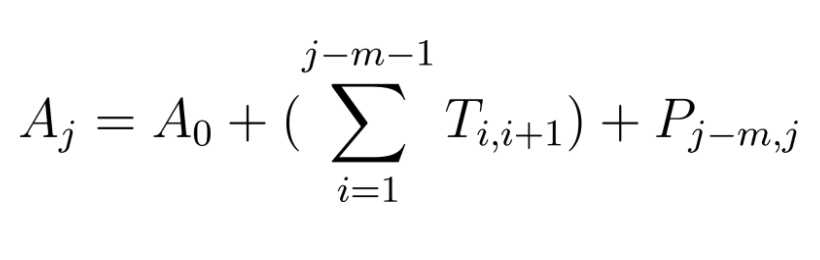 A_j = A_0 + ( \sum_{i=1}^{j-m-1} T_{i,i+1} ) + P_{j-m,j}